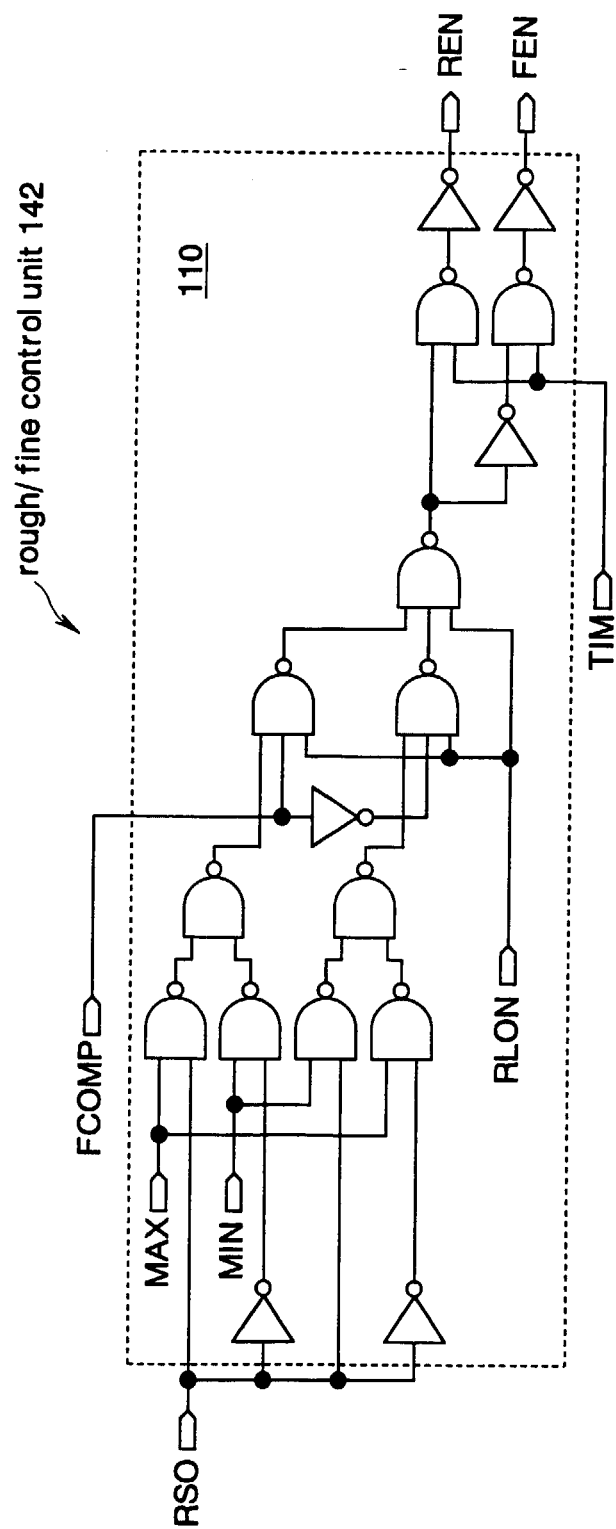 rough/fine control unit 142
110
REN
FEN
FCOMP
MAX
MIN
RSO
RLON
TIM